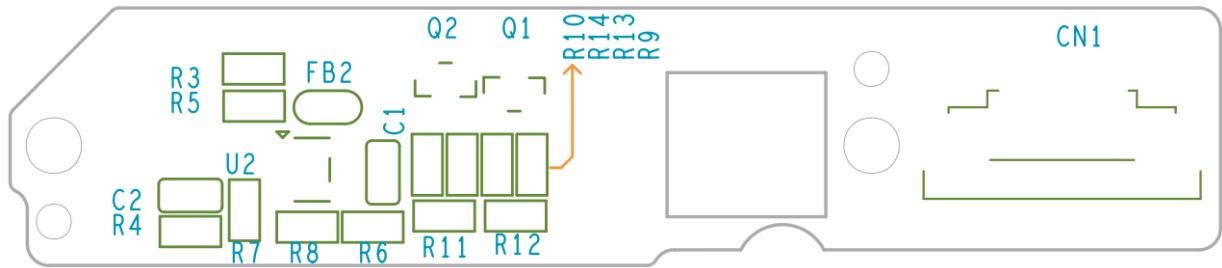 Q2 Q1 CN1
R10
R14
R13
R9
R3 FB2
R5
C1
U2
C2
R4
R7 R8 R6 R11 R12